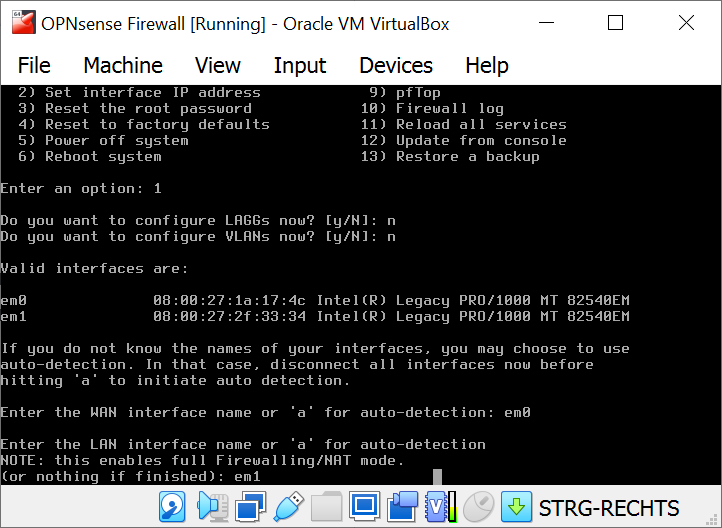 64
OPNsense Firewall [Running] - Oracle VM VirtualBox
File Machine View Input Devices Help
2) Set interface IP address 9) pfTop
3) Reset the root password 10) Firewall log
4) Reset to factory defaults 11) Reload all services
5) Power off system 12) Update from console
6) Reboot system 13) Restore a backup
Enter an option: 1
Do you want to configure LAGGs now? [y/N]: n
Do you want to configure VLANs now? [y/N]: n
Valid interfaces are:
em0 08:00:27:1a:17:4c Intel(R) Legacy PRO/1000 MT 82540EM
em1 08:00:27:2f:33:34 Intel(R) Legacy PRO/1000 MT 82540EM
If you do not know the names of your interfaces, you may choose to use
auto-detection. In that case, disconnect all interfaces now before
hitting 'a' to initiate auto detection.
Enter the WAN interface name or 'a' for auto-detection: em0
Enter the LAN interface name or 'a' for auto-detection
NOTE: this enables full Firewalling/NAT mode.
(or nothing if finished): em1
V
STRG-RECHTS